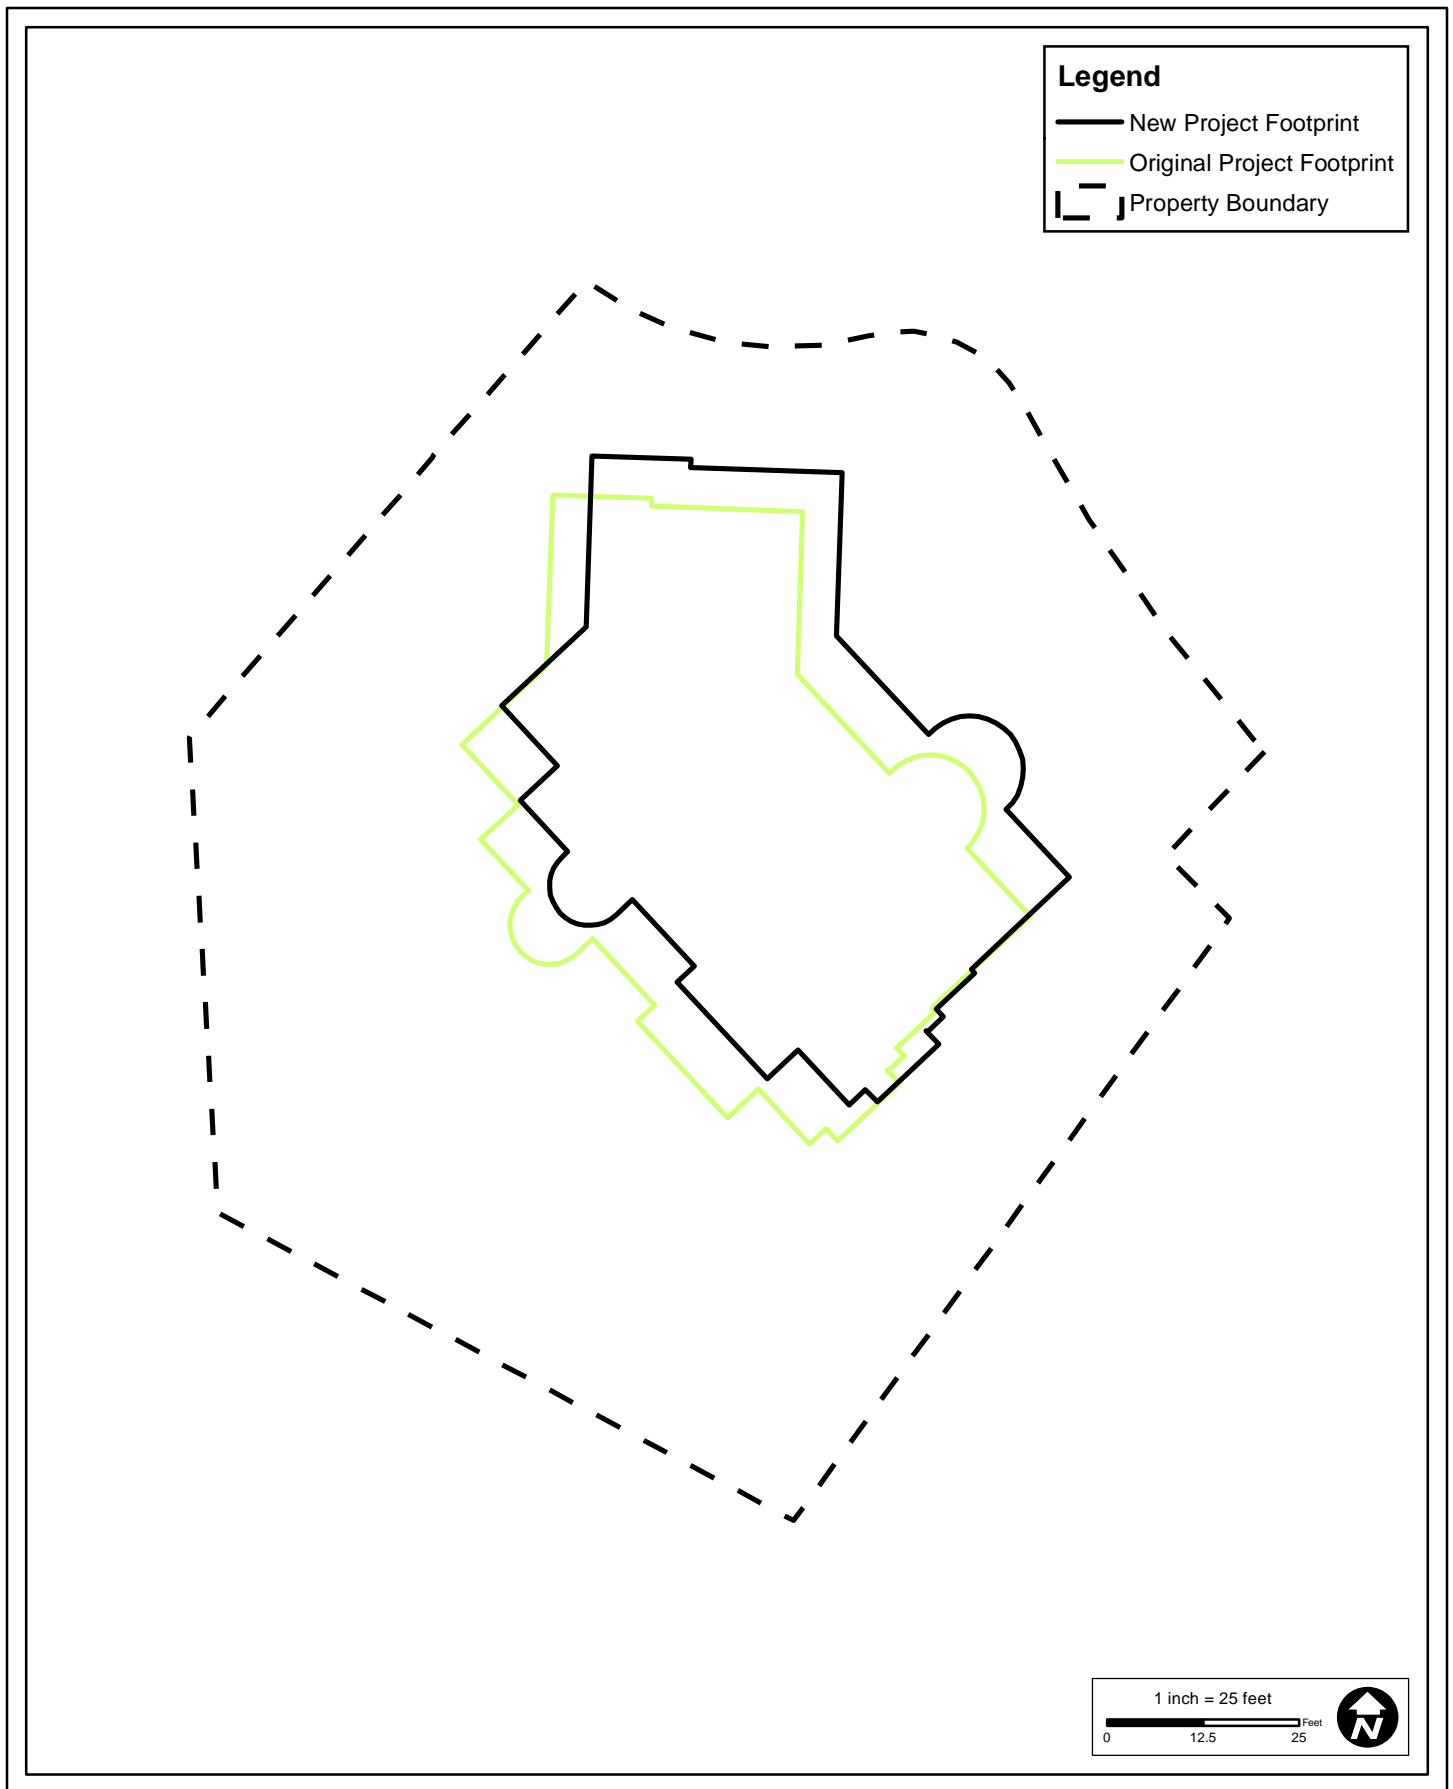 Legend
New Project Footprint
Original Project Footprint
Property Boundary
1 inch = 25 feet
Feet
0 12.5 25
N